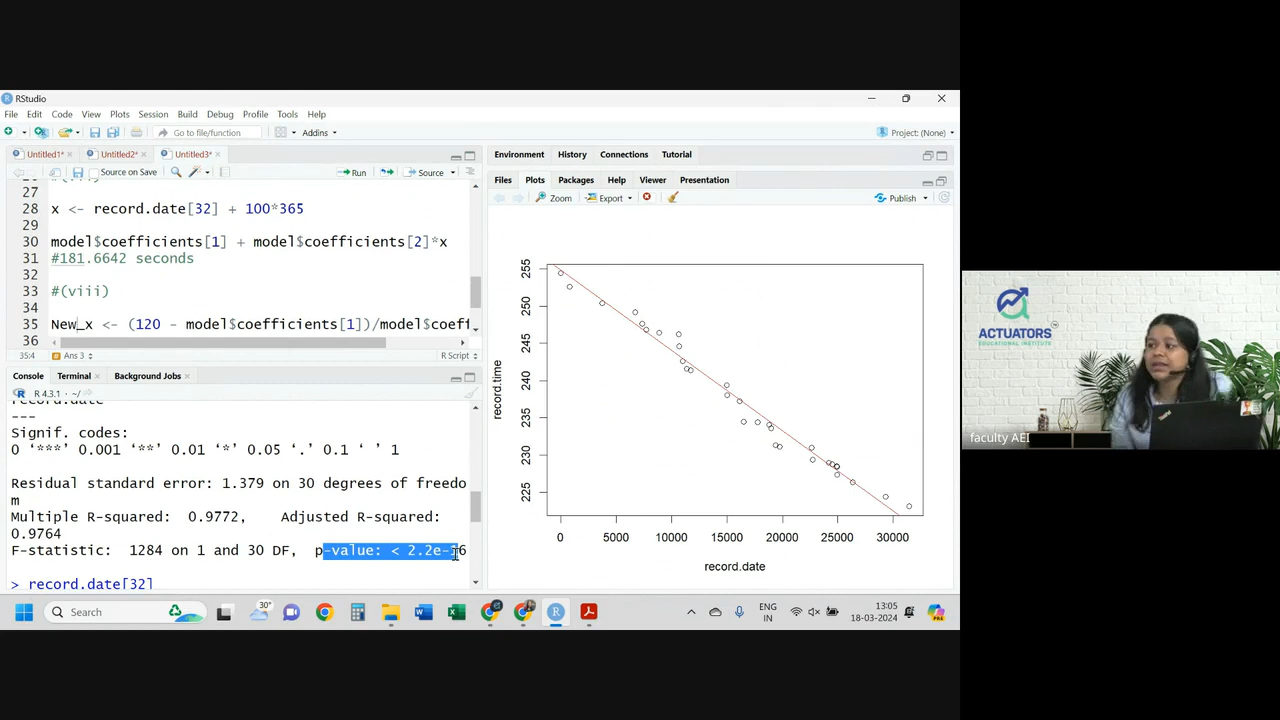 RStudio
File Edit Code View Plots Session Build Debug Profile Tools Help
Go to file/function
Addins
Project: (None)
Untitled1* Untitled2* Untitled3*
Source on Save
Run
Source
27
28 x <- record.date[32] + 100*365
29
30 model$coefficients[1] + model$coefficients[2]*x
31 #181.6642 seconds
32
33 #(viii)
34
35 New_x <- (120 - model$coefficients[1])/model$coeff
36
35:4 Ans 3 R Script
Console Terminal Background Jobs
R 4.3.1 · ~/
record.date
---
Signif. codes:
0 ‘***’ 0.001 ‘**’ 0.01 ‘*’ 0.05 ‘.’ 0.1 ‘ ’ 1
Residual standard error: 1.379 on 30 degrees of freedo
m
Multiple R-squared:  0.9772,    Adjusted R-squared:
0.9764
F-statistic:  1284 on 1 and 30 DF,  p-value: < 2.2e-16
> record.date[32]
Environment History Connections Tutorial
Files Plots Packages Help Viewer Presentation
Zoom Export Publish
255
250
245
240
235
230
225
record.time
0 5000 10000 15000 20000 25000 30000
record.date
ACTUATORS
EDUCATIONAL INSTITUTE
ThinkPad
faculty AEI
Search
30°
ENG
IN
13:05
18-03-2024
PRE